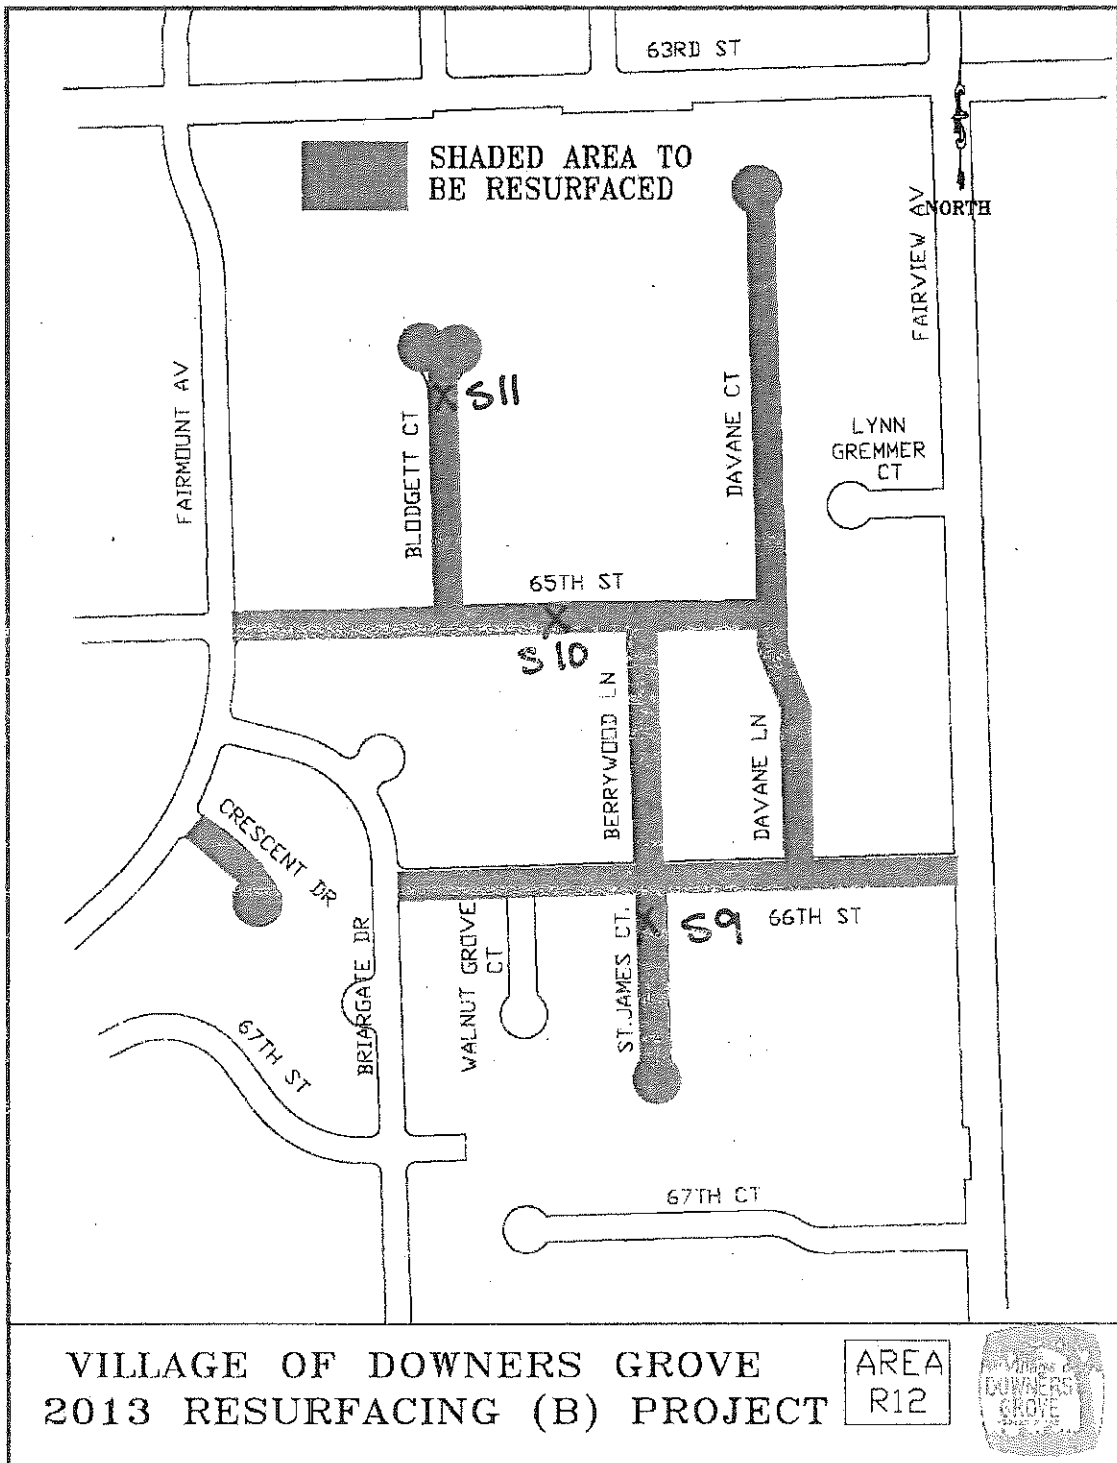 63RD ST
SHADED AREA TO
BE RESURFACED
NORTH
FAIRVIEW AV
FAIRMOUNT AV
S11
BLODGETT CT
DAVANE CT
LYNN
GREMMER
CT
65TH ST
S10
BERRYWOOD LN
DAVANE LN
CRESCENT DR
WALNUT GROVE
CT
ST.JAMES CT.
S9
66TH ST
BRIARGATE DR
67TH ST
67TH CT
VILLAGE OF DOWNERS GROVE
2013 RESURFACING (B) PROJECT
AREA
R12
DOWNERS
GROVE